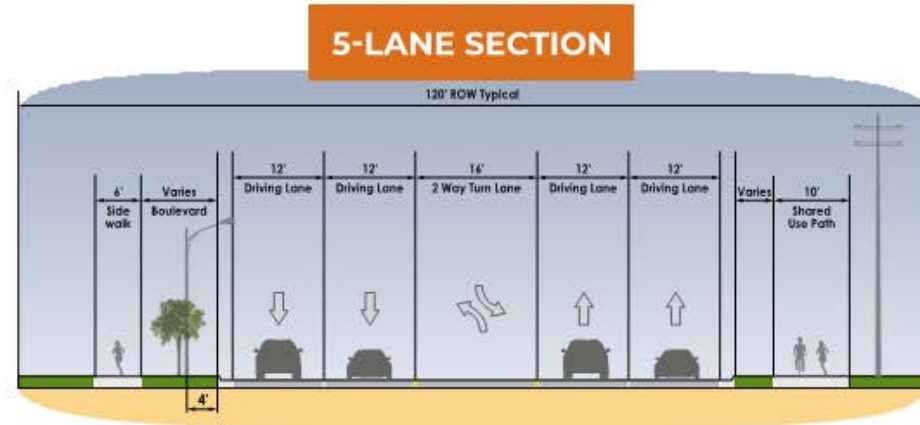 5-LANE SECTION
120' ROW Typical
12'
Driving Lane
12'
Driving Lane
16'
2 Way Turn Lane
12'
Driving Lane
12'
Driving Lane
6'
Side
walk
Varies
Boulevard
Varies
10'
Shared
Use Path
4'